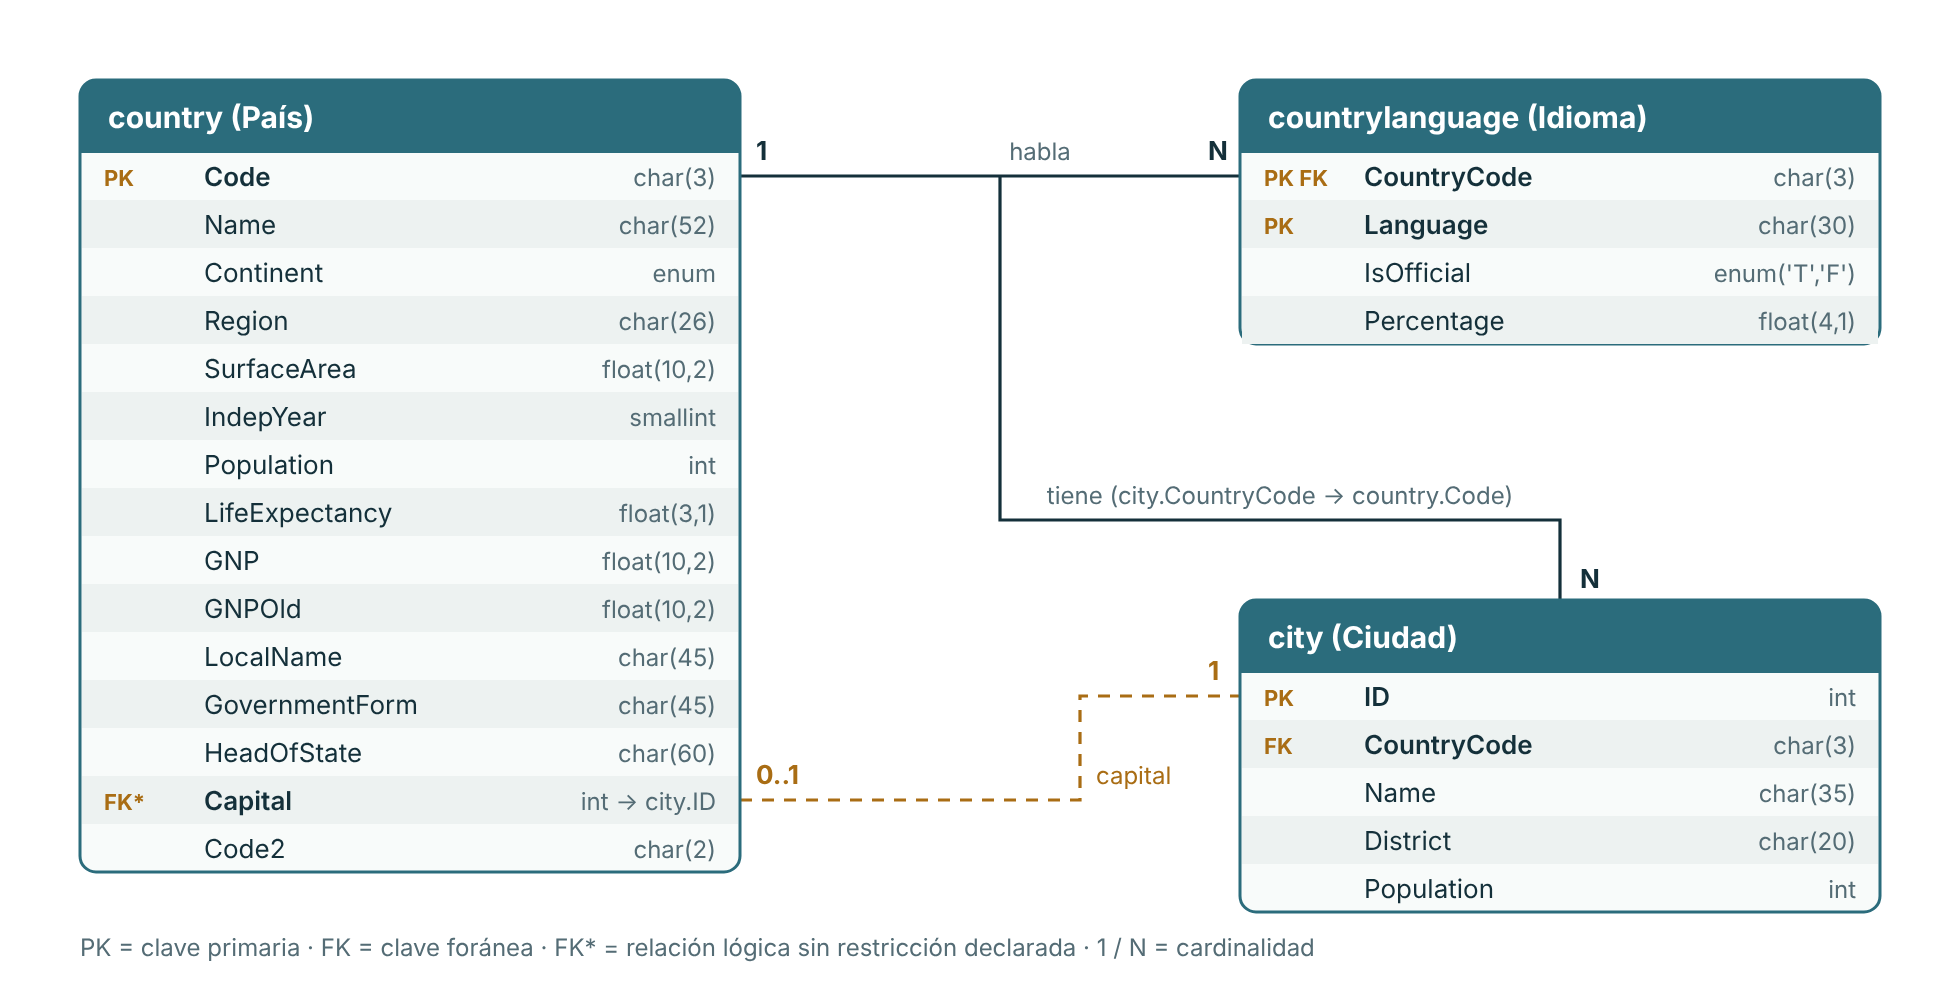 country (País)
PK Code char(3)
Name char(52)
Continent enum
Region char(26)
SurfaceArea float(10,2)
IndepYear smallint
Population int
LifeExpectancy float(3,1)
GNP float(10,2)
GNPOld float(10,2)
LocalName char(45)
GovernmentForm char(45)
HeadOfState char(60)
FK* Capital int → city.ID
Code2 char(2)
1 habla N
countrylanguage (Idioma)
PK FK CountryCode char(3)
PK Language char(30)
IsOfficial enum('T','F')
Percentage float(4,1)
tiene (city.CountryCode → country.Code)
N
1
0..1
capital
city (Ciudad)
PK ID int
FK CountryCode char(3)
Name char(35)
District char(20)
Population int
PK = clave primaria · FK = clave foránea · FK* = relación lógica sin restricción declarada · 1 / N = cardinalidad